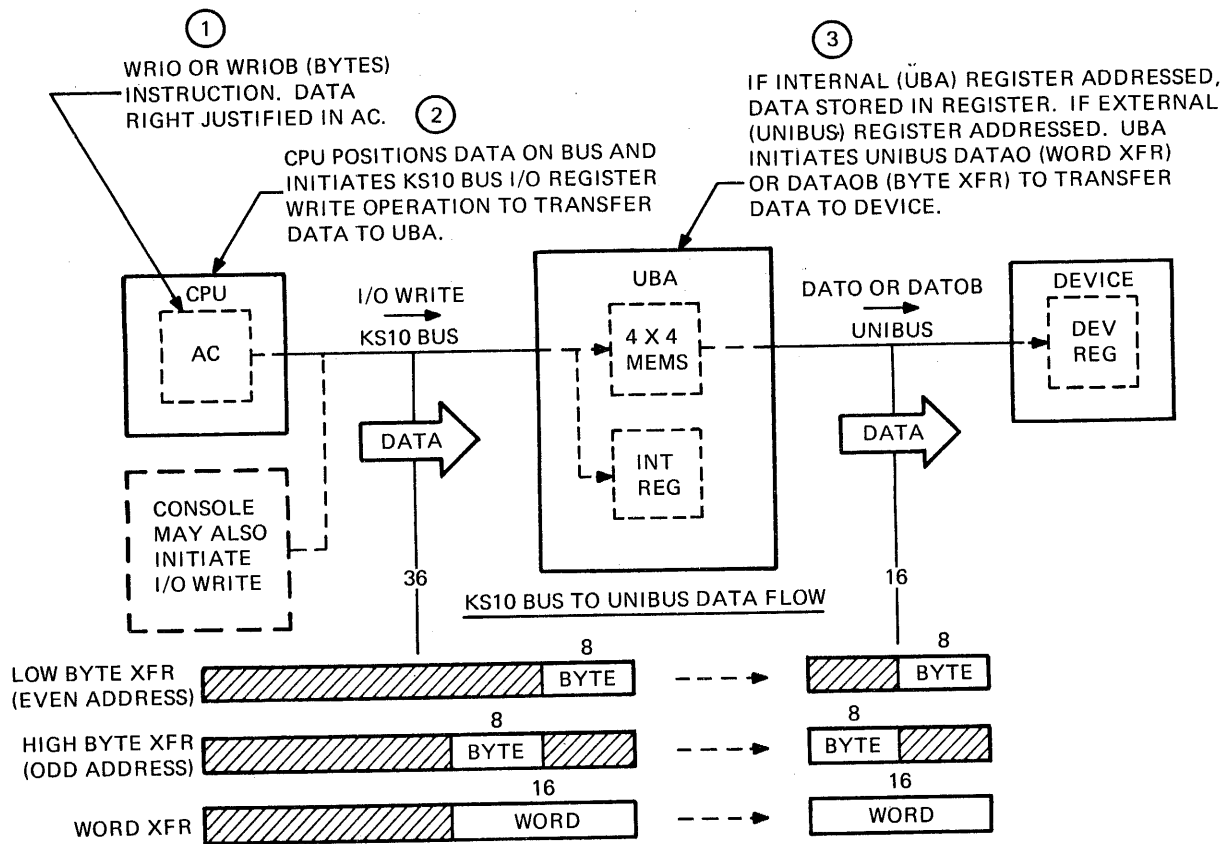 1
WRIO OR WRIOB (BYTES)
INSTRUCTION. DATA
RIGHT JUSTIFIED IN AC.
2
CPU POSITIONS DATA ON BUS AND
INITIATES KS10 BUS I/O REGISTER
WRITE OPERATION TO TRANSFER
DATA TO UBA.
3
IF INTERNAL (UBA) REGISTER ADDRESSED,
DATA STORED IN REGISTER. IF EXTERNAL
(UNIBUS) REGISTER ADDRESSED. UBA
INITIATES UNIBUS DATAO (WORD XFR)
OR DATAOB (BYTE XFR) TO TRANSFER
DATA TO DEVICE.
CPU
AC
I/O WRITE
KS10 BUS
DATA
UBA
4 X 4
MEMS
INT
REG
DATO OR DATOB
UNIBUS
DATA
DEVICE
DEV
REG
CONSOLE
MAY ALSO
INITIATE
I/O WRITE
36
16
KS10 BUS TO UNIBUS DATA FLOW
LOW BYTE XFR
(EVEN ADDRESS)
8
BYTE
8
BYTE
HIGH BYTE XFR
(ODD ADDRESS)
8
BYTE
8
BYTE
WORD XFR
16
WORD
16
WORD